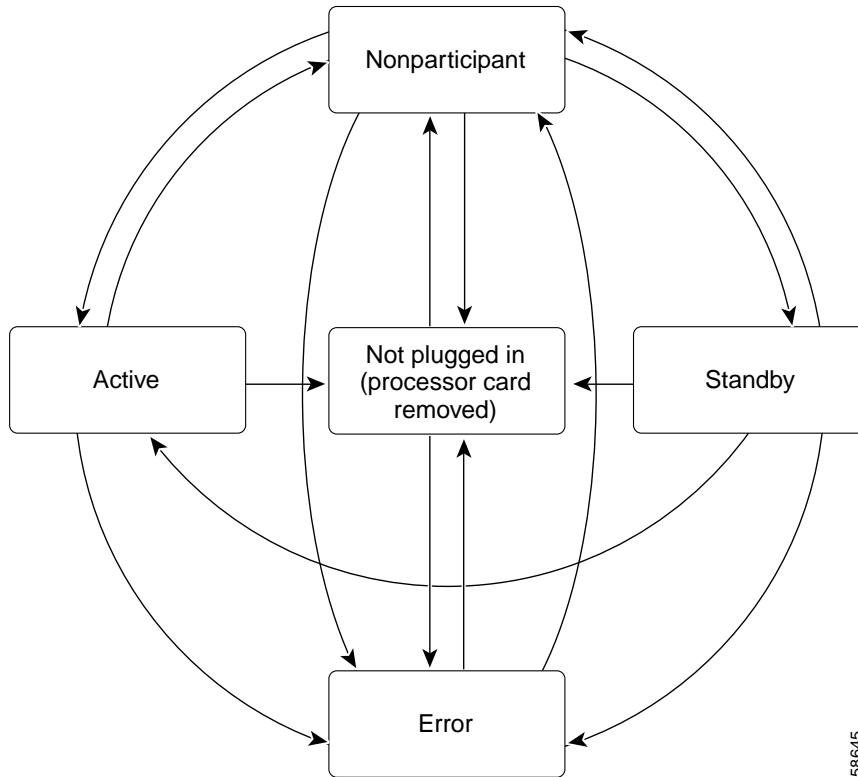 Nonparticipant
Active
Not plugged in
(processor card
removed)
Standby
Error
58645